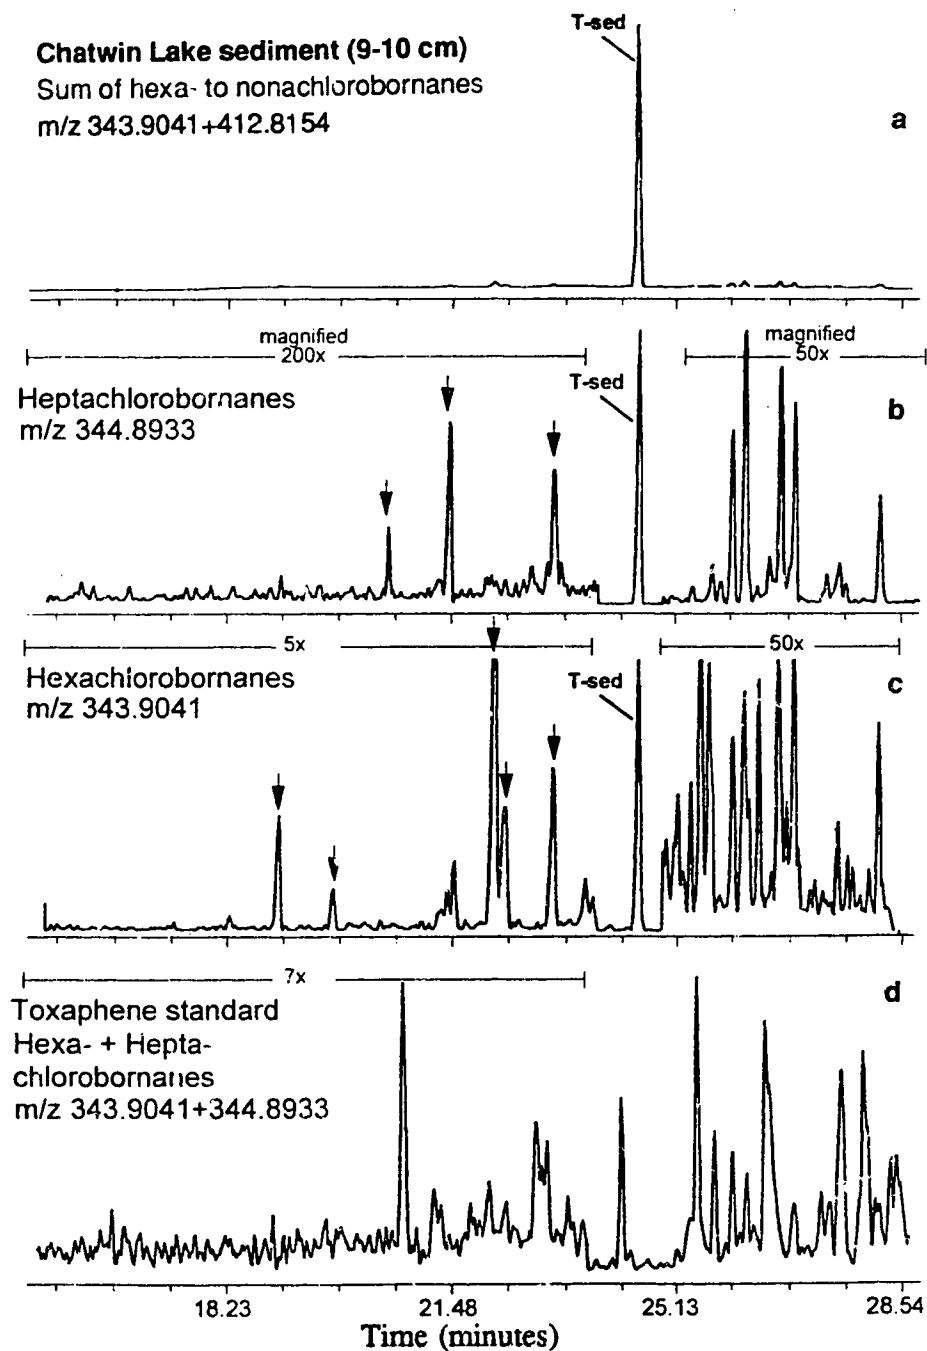 T-sed
Chatwin Lake sediment (9-10 cm)
Sum of hexa- to nonachlorobornanes
m/z 343.9041+412.8154
a
magnified
200x
magnified
50x
T-sed
Heptachlorobornanes
m/z 344.8933
b
5x
50x
Hexachlorobornanes
m/z 343.9041
T-sed
c
7x
d
Toxaphene standard
Hexa- + Hepta-
chlorobornanes
m/z 343.9041+344.8933
18.23 21.48 25.13 28.54
Time (minutes)